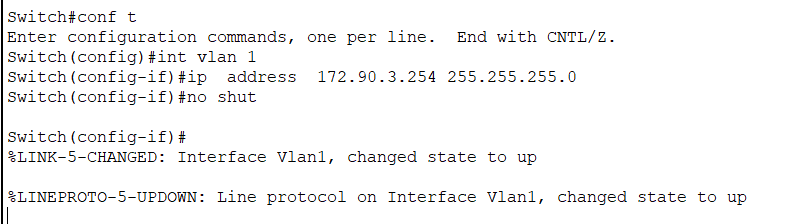 Switch#conf t
Enter configuration commands, one per line.  End with CNTL/Z.
Switch(config)#int vlan 1
Switch(config-if)#ip  address  172.90.3.254 255.255.255.0
Switch(config-if)#no shut
Switch(config-if)#
%LINK-5-CHANGED: Interface Vlan1, changed state to up
%LINEPROTO-5-UPDOWN: Line protocol on Interface Vlan1, changed state to up